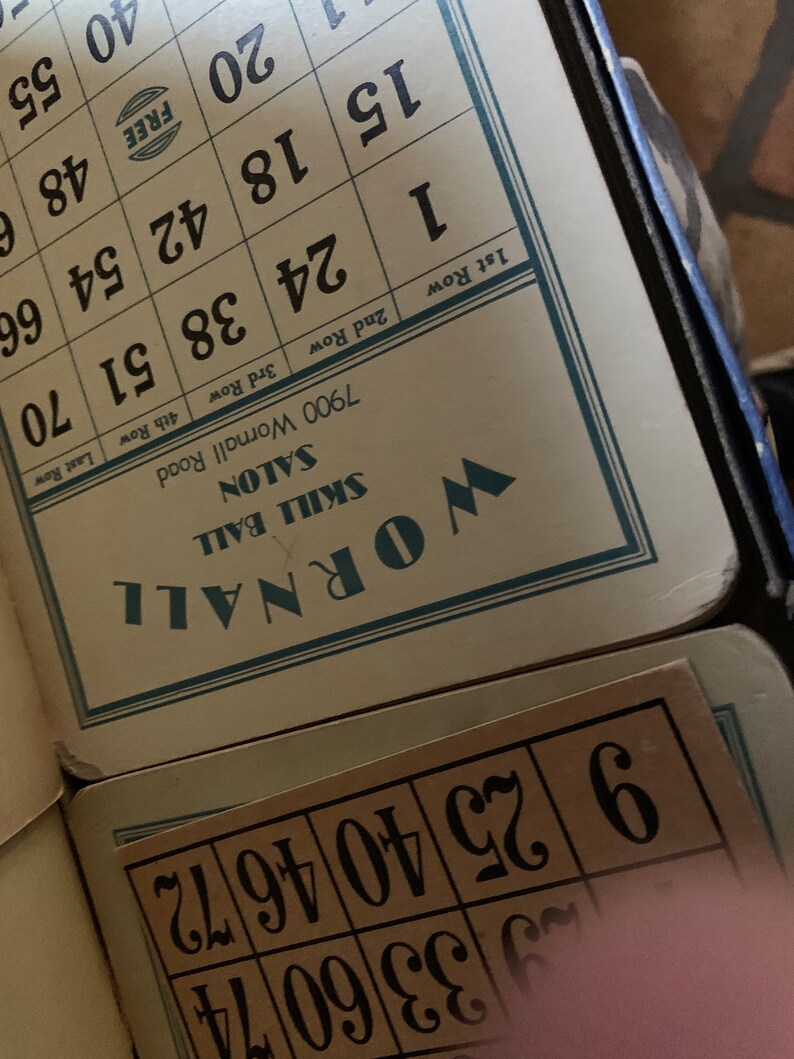 33 60 74
9 25 40 46 72
WORNALL
SKILL BALL
SALON
7900 Wornall Road
1st Row 2nd Row 3rd Row 4th Row Last Row
1 24 38 51 70
15 18 42 54 66
20 FREE 48
40 55